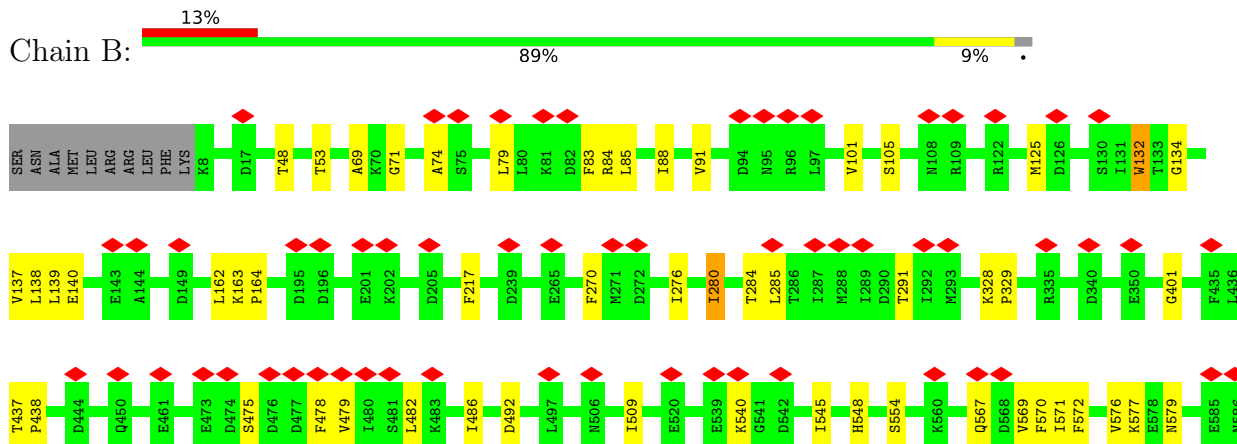 13%
Chain B:
89% 9% .
SER ASN ALA MET LEU ARG ARG LEU PHE LYS K8 D17 T48 T53 A69 K70 G71 A74 S75 L79 L80 K81 D82 F83 R84 L85 I88 V91 D94 N95 R96 L97 V101 S105 N108 R109 R122 M125 D126 S130 I131 W132 T133 G134
V137 L138 L139 E140 E143 A144 D149 L162 K163 P164 D195 D196 E201 K202 D205 F217 D239 E265 F270 M271 D272 I276 I280 T284 L285 T286 I287 M288 I289 D290 T291 I292 M293 K328 P329 R335 D340 E350 G401 F435 L436
T437 P438 D444 Q450 E461 E473 D474 S475 D476 D477 F478 V479 I480 S481 L482 K483 I486 D492 L497 N506 I509 E520 E539 K540 G541 D542 I545 H548 S554 K560 Q567 D568 V569 F570 I571 F572 V576 K577 E578 N579 E585 N586